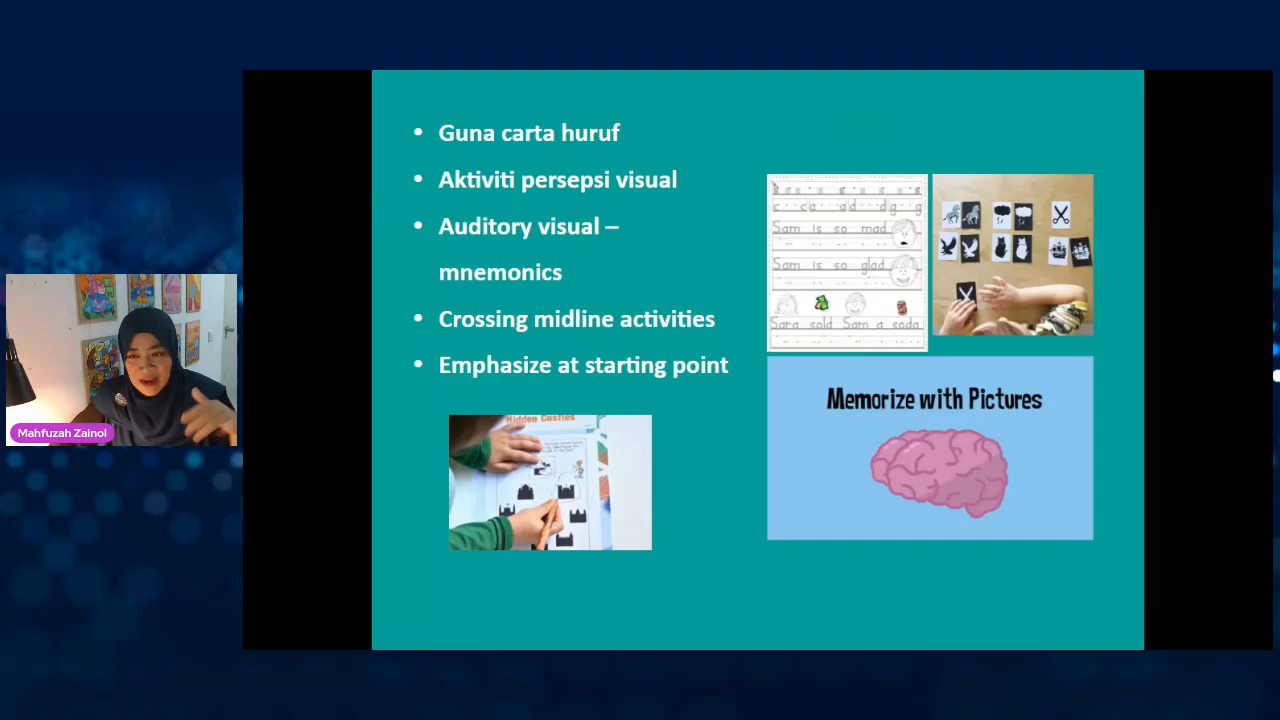 Guna carta huruf
Aktiviti persepsi visual
Auditory visual –
mnemonics
Crossing midline activities
Emphasize at starting point
Sam is so mad
Sam is so glad
Sara sold Sam a soda
Memorize with Pictures
Hidden Castles
Mahfuzah Zainol